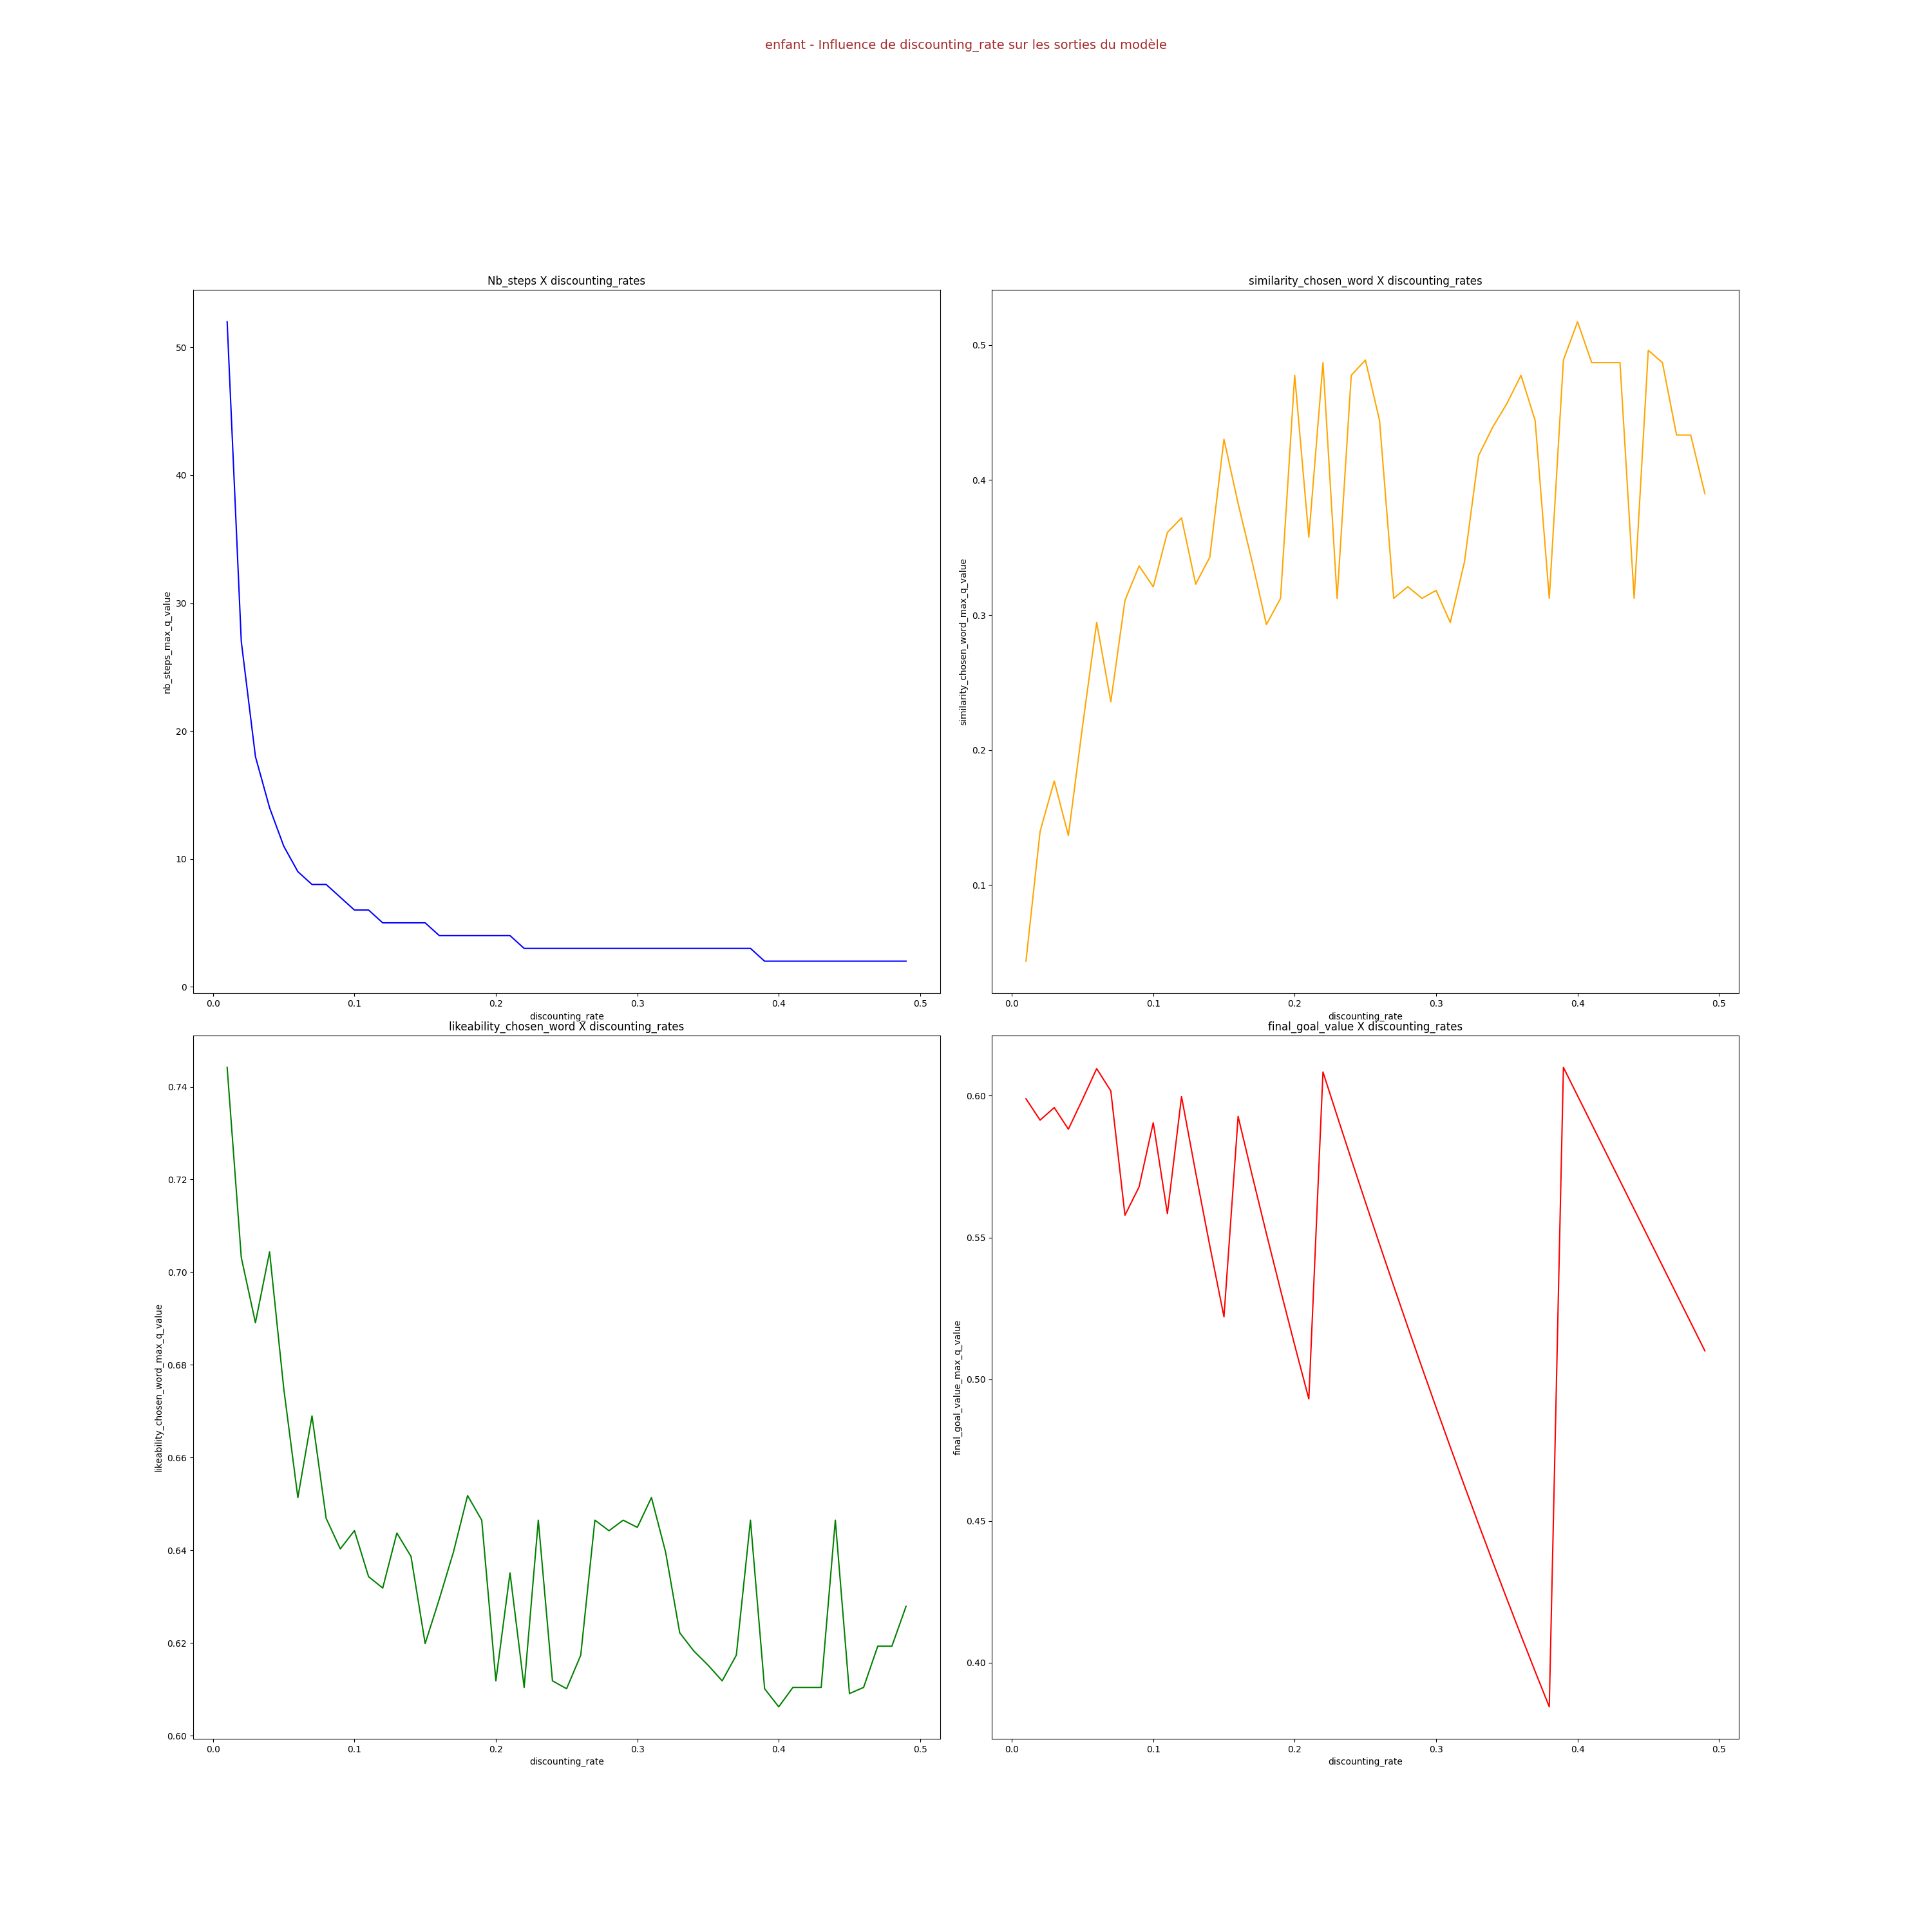 enfant - Influence de discounting_rate sur les sorties du modèle
Nb_steps X discounting_rates
nb_steps_max_q_value
50
40
30
20
10
0
0.0 0.1 0.2 0.3 0.4 0.5
discounting_rate
similarity_chosen_word X discounting_rates
similarity_chosen_word_max_q_value
0.5
0.4
0.3
0.2
0.1
0.0 0.1 0.2 0.3 0.4 0.5
discounting_rate
likeability_chosen_word X discounting_rates
likeability_chosen_word_max_q_value
0.74
0.72
0.70
0.68
0.66
0.64
0.62
0.60
0.0 0.1 0.2 0.3 0.4 0.5
discounting_rate
final_goal_value X discounting_rates
final_goal_value_max_q_value
0.60
0.55
0.50
0.45
0.40
0.0 0.1 0.2 0.3 0.4 0.5
discounting_rate